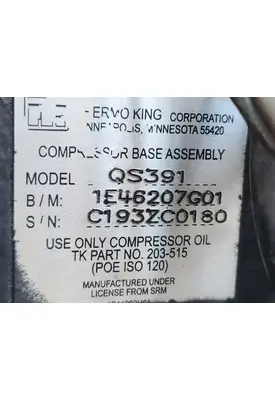 ERMO KING CORPORATION
NNEAPOLIS, MINNESOTA 55420
COMPRESSOR BASE ASSEMBLY
MODEL QS391
B / M: 1E46207G01
S / N: C193ZC0180
USE ONLY COMPRESSOR OIL
TK PART NO. 203-515
(POE ISO 120)
MANUFACTURED UNDER
LICENSE FROM SRM